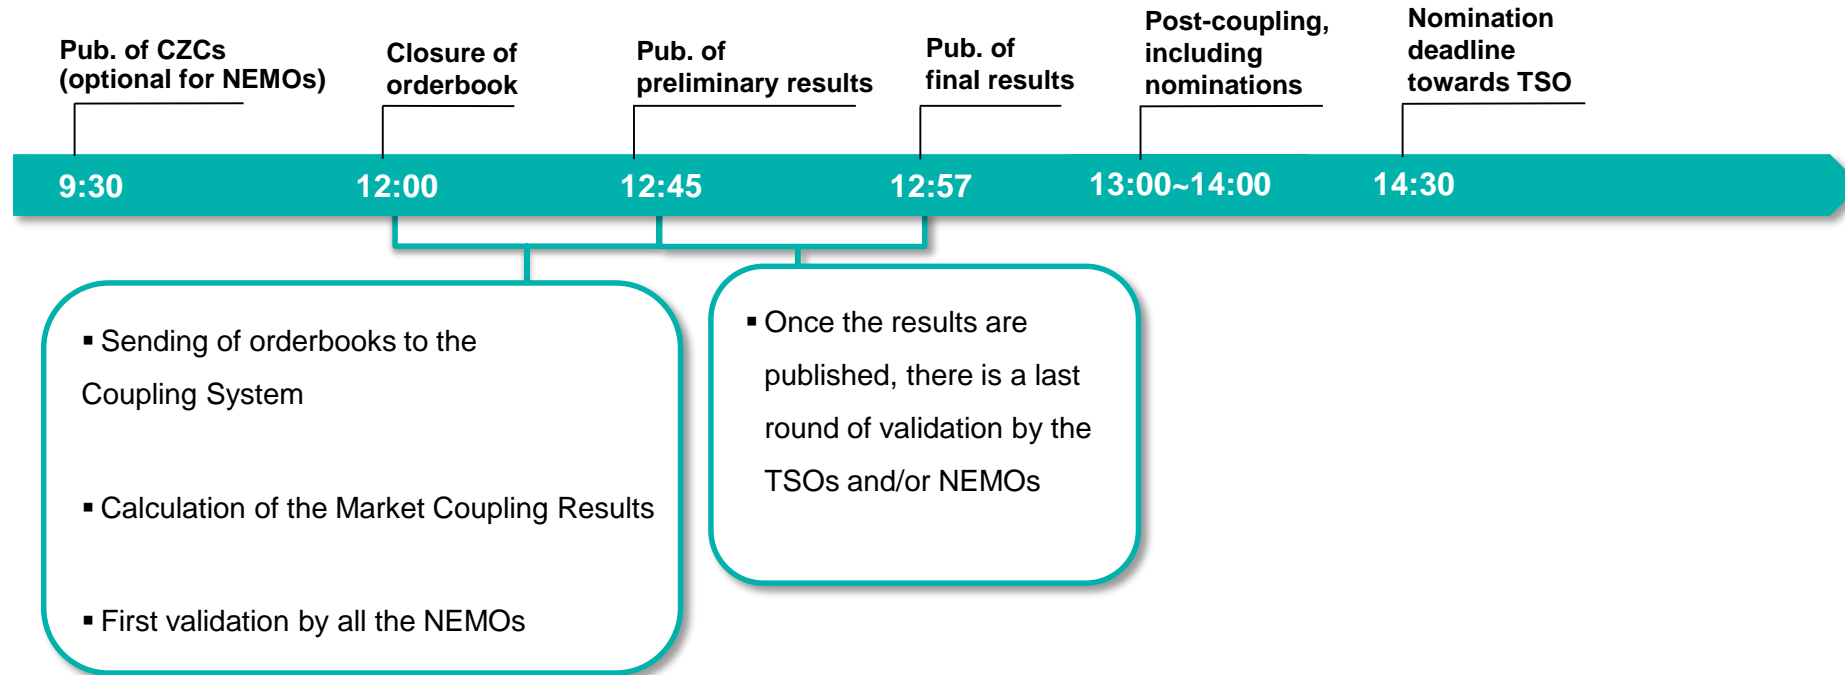 Pub. of CZCs
(optional for NEMOs)
Closure of
orderbook
Pub. of
preliminary results
Pub. of
final results
Post-coupling,
including
nominations
Nomination
deadline
towards TSO
9:30
12:00
12:45
12:57
13:00~14:00
14:30
▪ Sending of orderbooks to the
Coupling System
▪ Calculation of the Market Coupling Results
▪ First validation by all the NEMOs
▪ Once the results are
published, there is a last
round of validation by the
TSOs and/or NEMOs